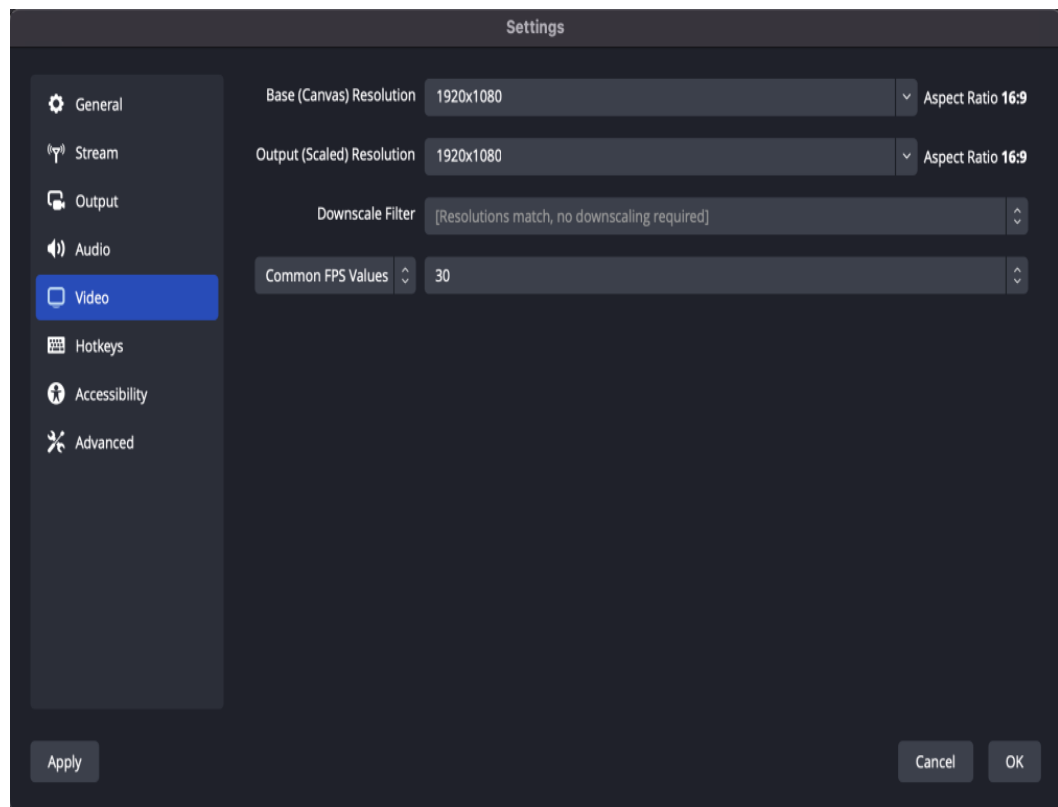 Settings
General
Stream
Output
Audio
Video
Hotkeys
Accessibility
Advanced
Base (Canvas) Resolution 1920x1080 Aspect Ratio 16:9
Output (Scaled) Resolution 1920x1080 Aspect Ratio 16:9
Downscale Filter [Resolutions match, no downscaling required]
Common FPS Values 30
Apply Cancel OK